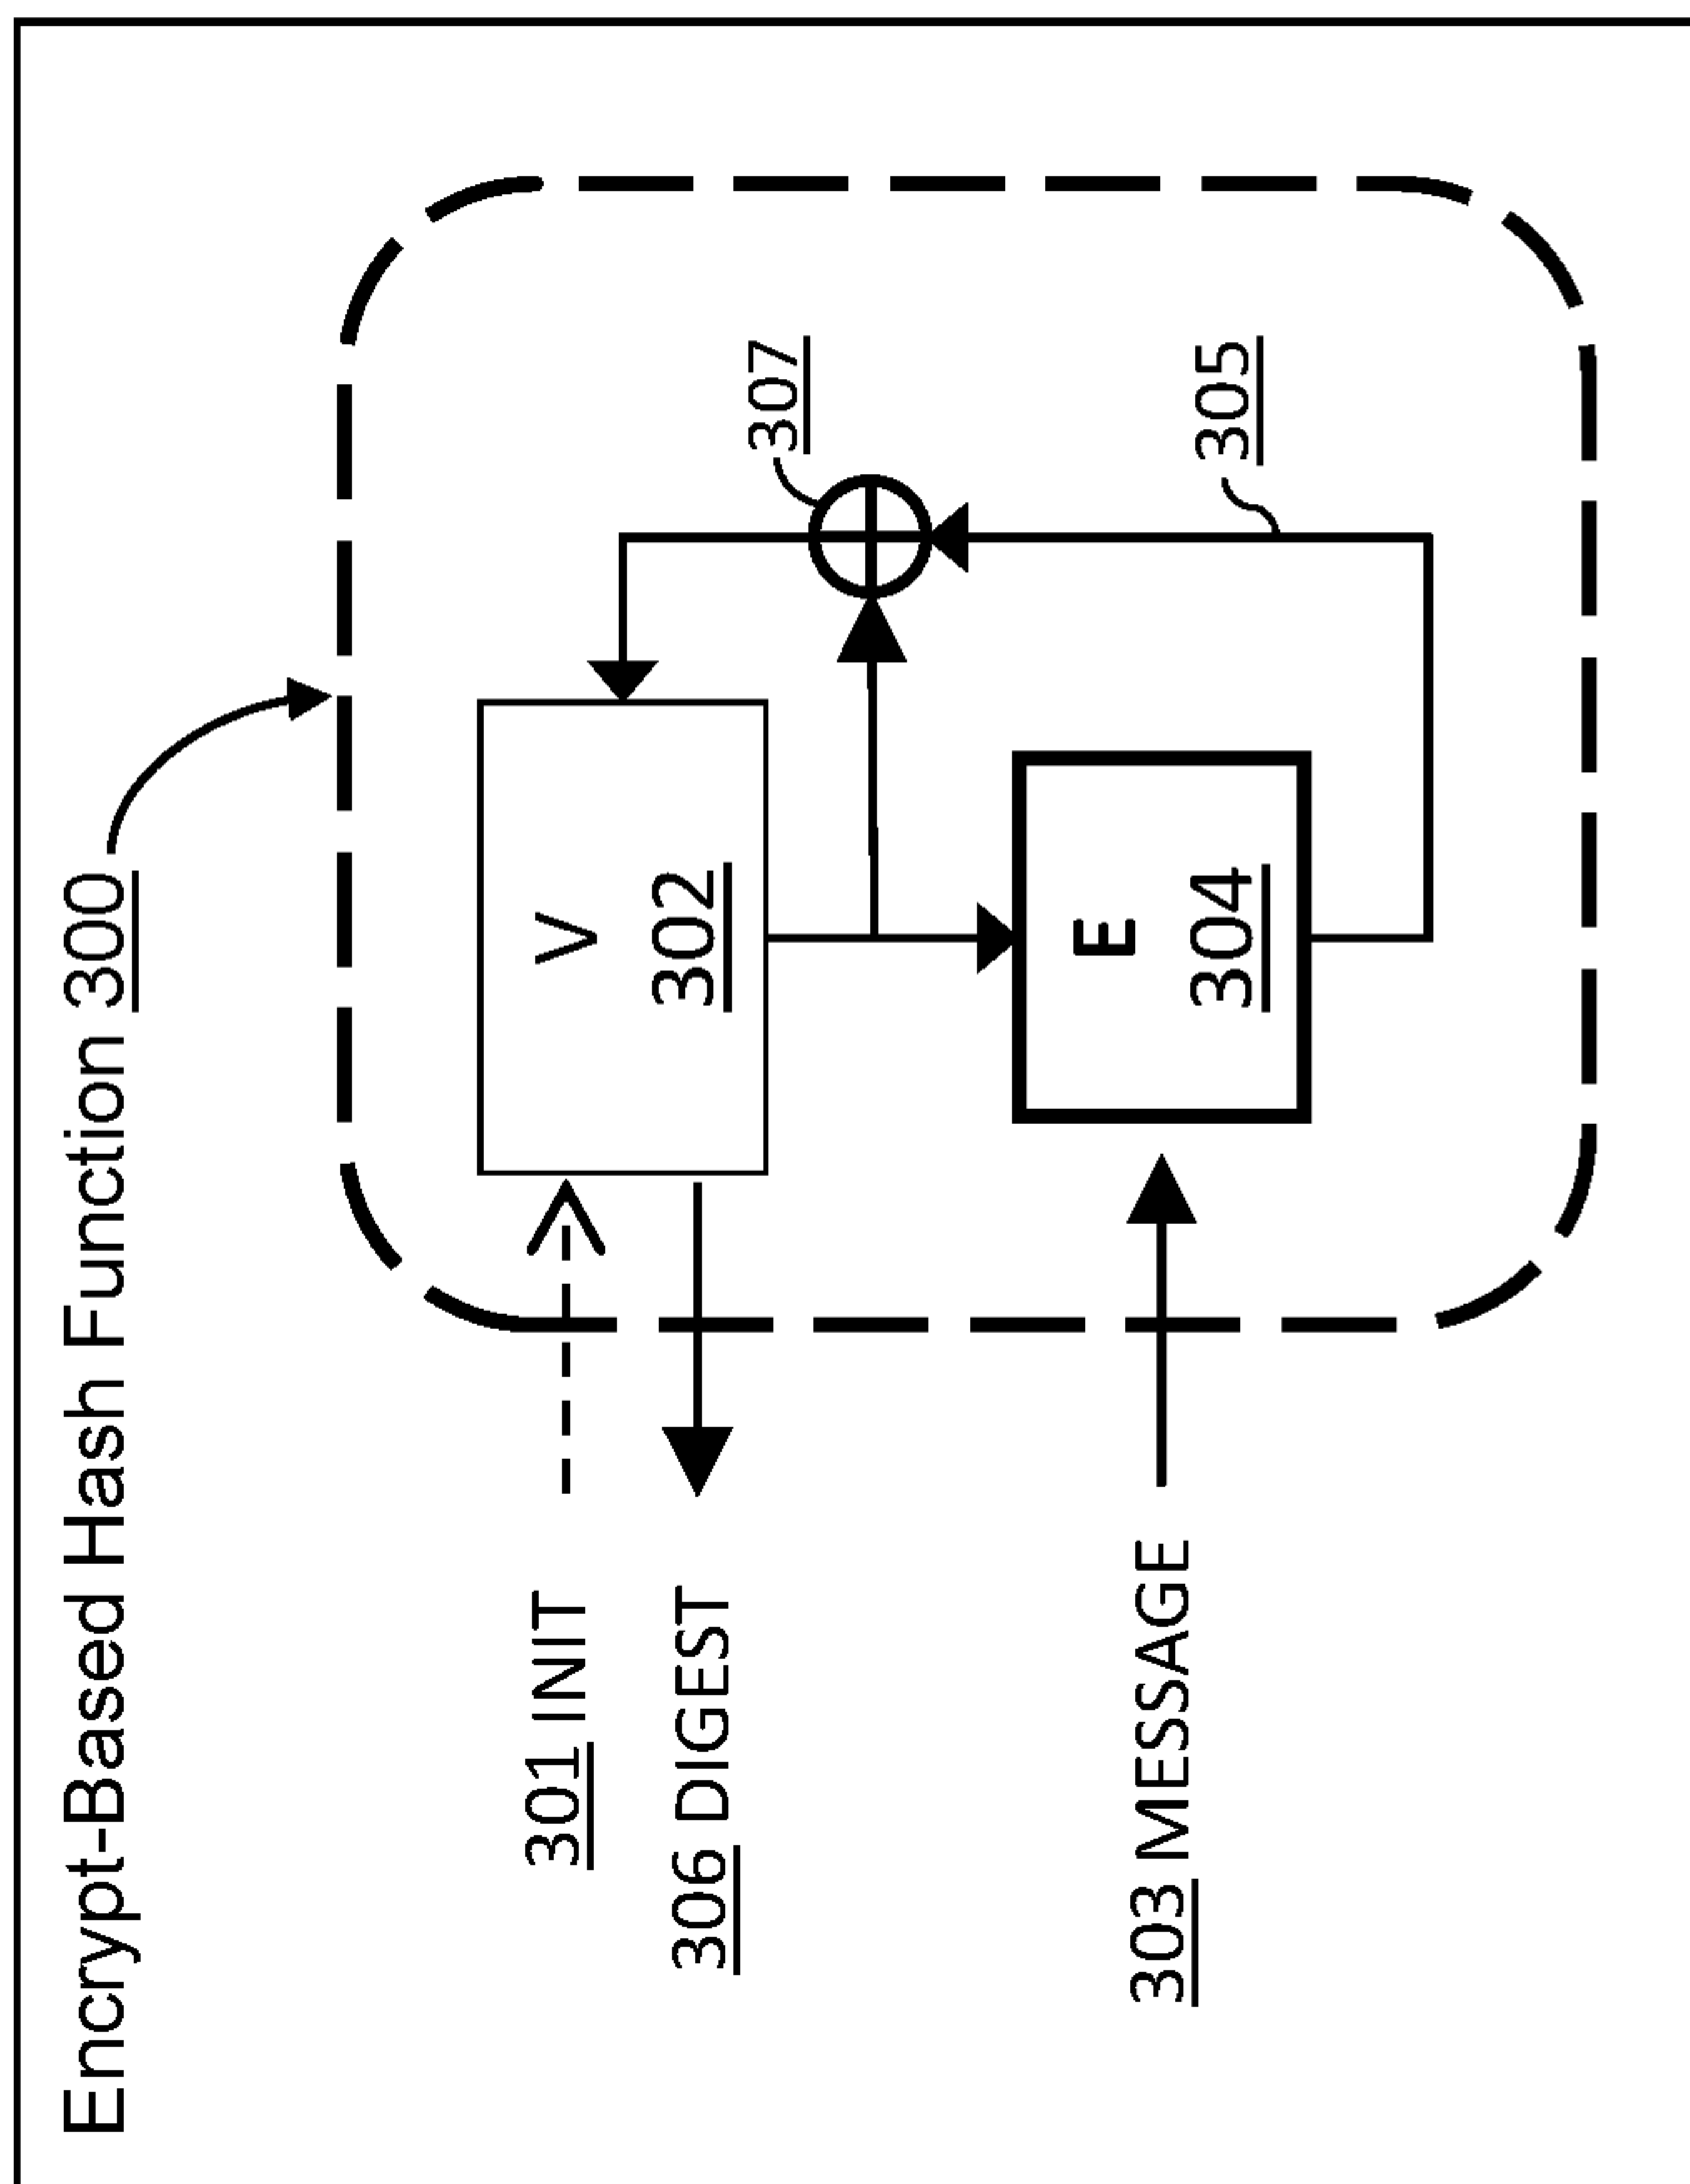 Encrypt-Based Hash Function 300
301 INIT
306 DIGEST
303 MESSAGE
V
302
E
304
307
305